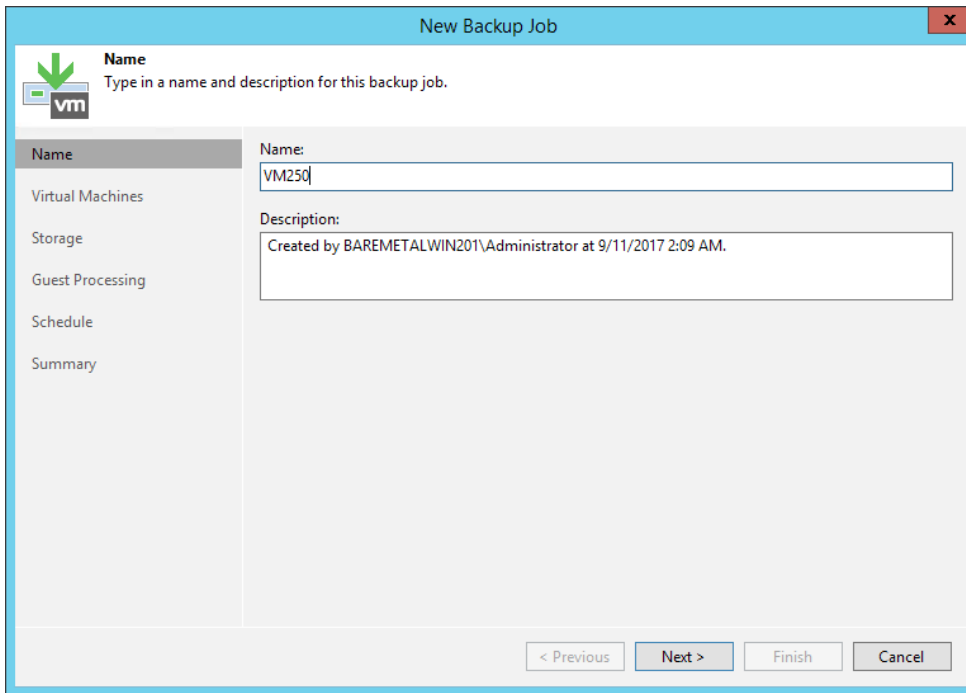 New Backup Job
X
Name
Type in a name and description for this backup job.
vm
Name
Virtual Machines
Storage
Guest Processing
Schedule
Summary
Name:
VM250
Description:
Created by BAREMETALWIN201\Administrator at 9/11/2017 2:09 AM.
< Previous
Next >
Finish
Cancel